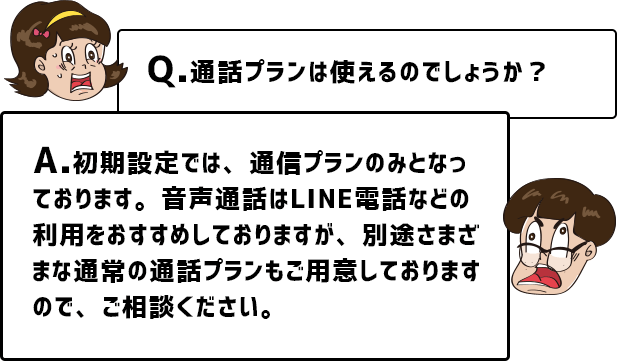 Q.通話プランは使えるのでしょうか？
A.初期設定では、通信プランのみとなっ
ております。音声通話はLINE電話などの
利用をおすすめしておりますが、別途さまざ
まな通常の通話プランもご用意しております
ので、ご相談ください。